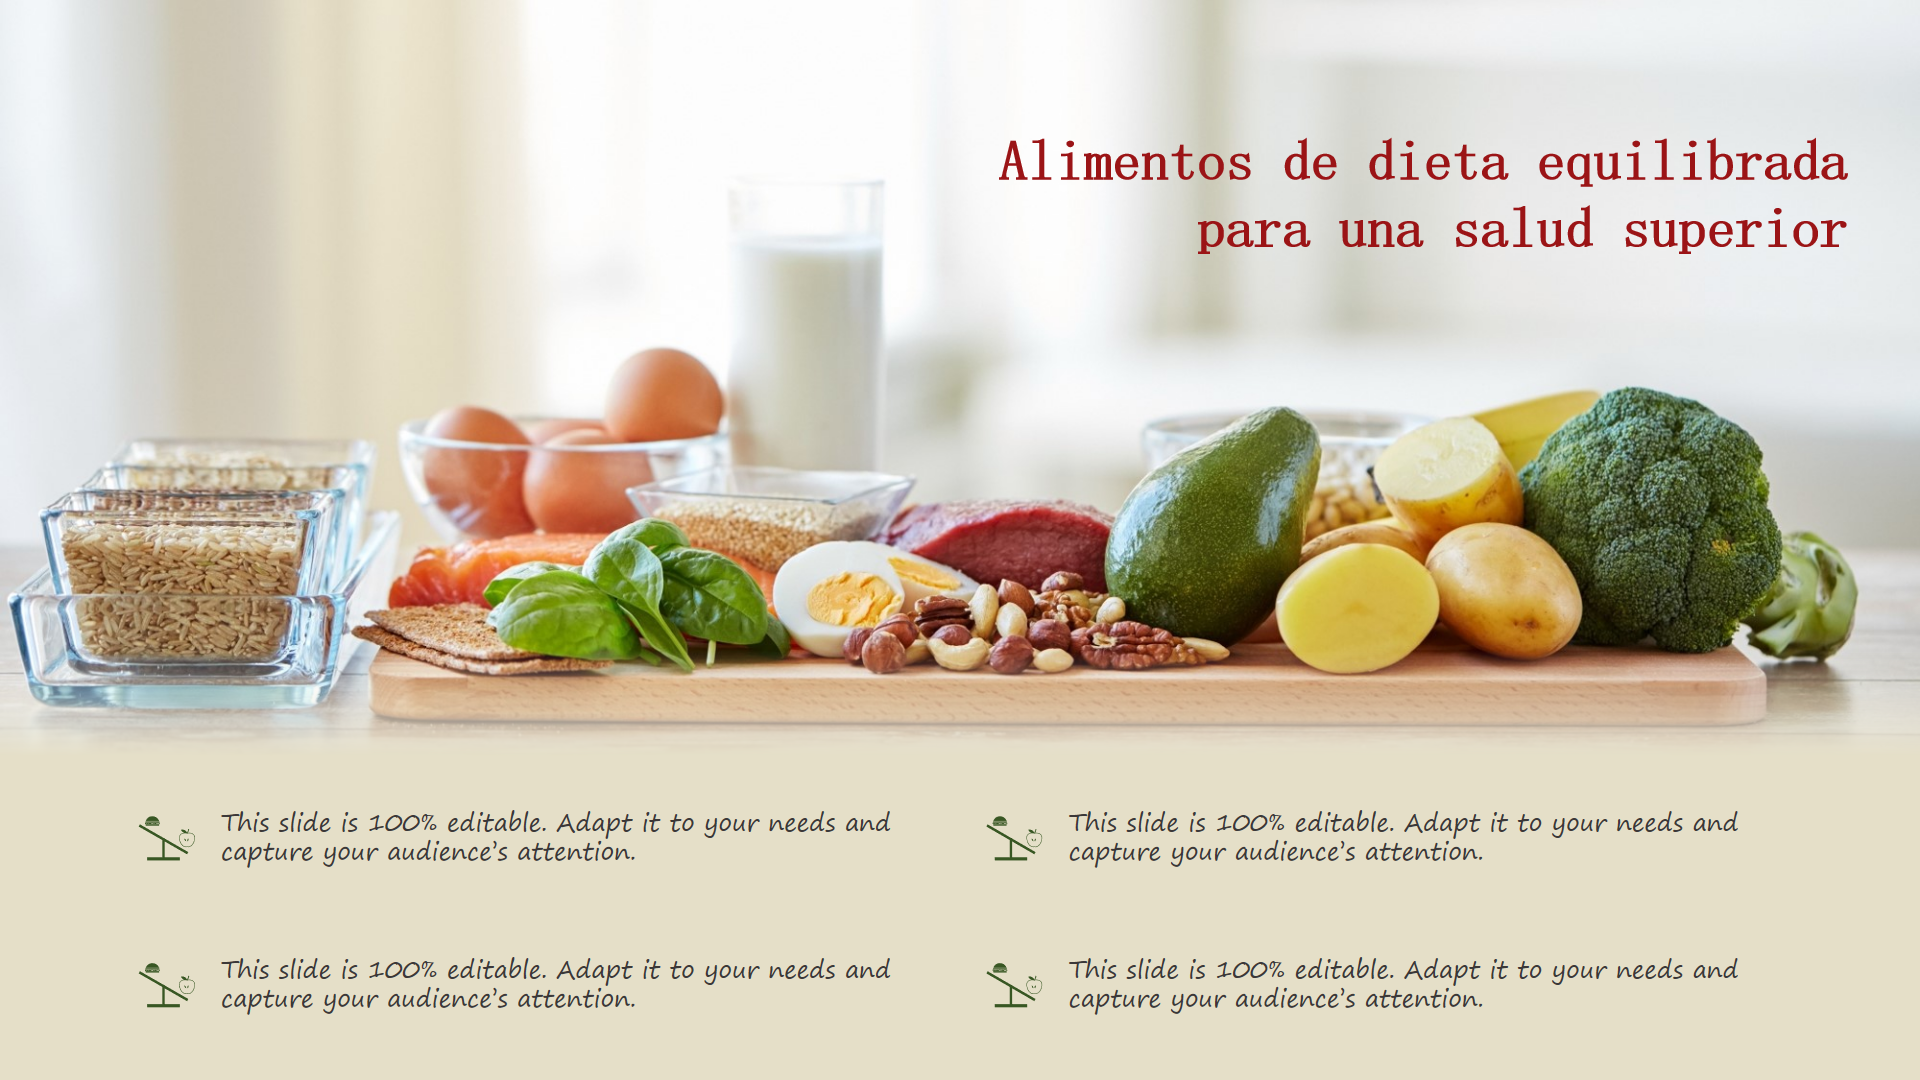 Alimentos de dieta equilibrada
para una salud superior
This slide is 100% editable. Adapt it to your needs and
capture your audience's attention.
This slide is 100% editable. Adapt it to your needs and
capture your audience's attention.
This slide is 100% editable. Adapt it to your needs and
capture your audience's attention.
This slide is 100% editable. Adapt it to your needs and
capture your audience's attention.